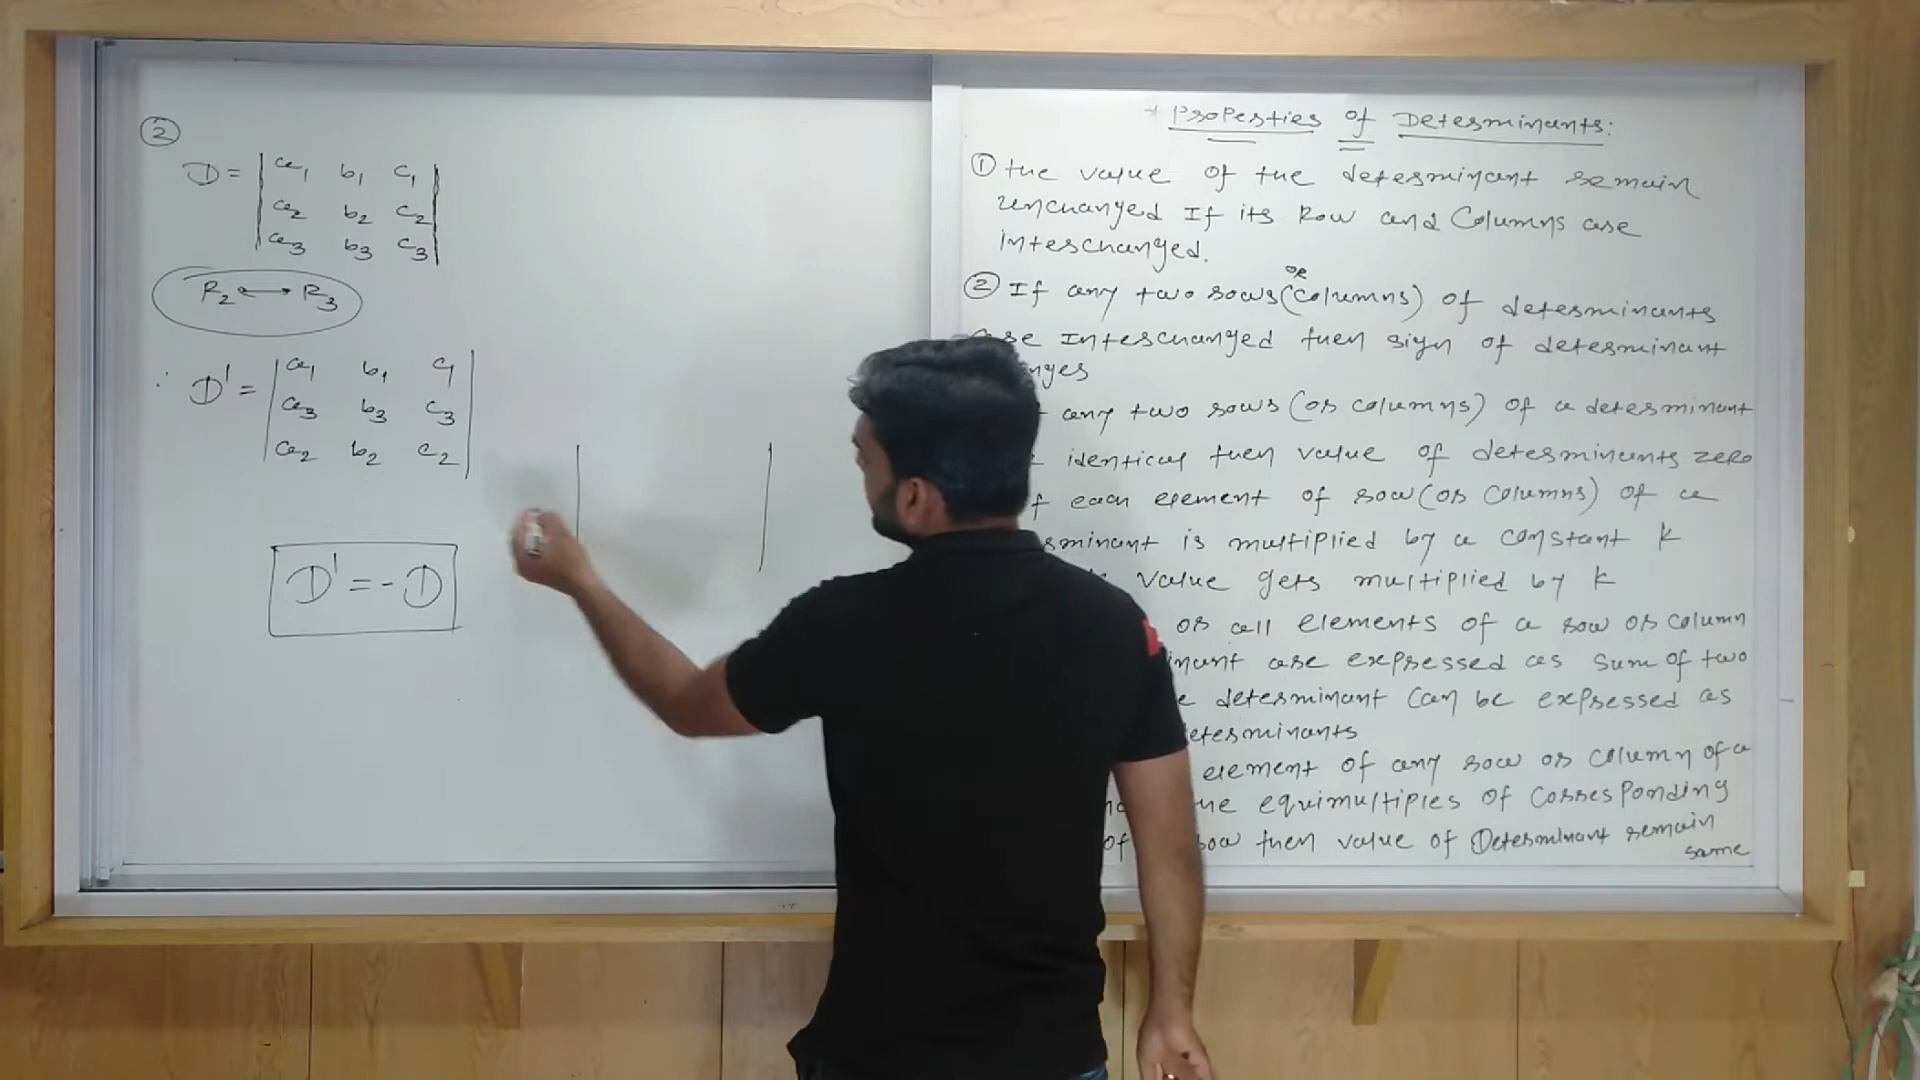 ②
D = | a1 b1 c1 |
| a2 b2 c2 |
| a3 b3 c3 |
R2 ⟷ R3
∴ D' = | a1 b1 c1 |
| a3 b3 c3 |
| a2 b2 c2 |
D' = - D
* Properties of Determinants:
① the value of the determinant remain
unchanged If its Row and Columns are
interchanged.
② If any two rows (or columns) of determinants
are Interchanged then sign of determinant
any two rows (or columns) of a determinant
identical then value of determinants zero
each element of row (or columns) of a
is multiplied by a constant k
value gets multiplied by k
or all elements of a row or column
are expressed as sum of two
determinant can be expressed as
determinants
element of any row or column of a
equimultiples of corresponding
of row then value of Determinant remain
same